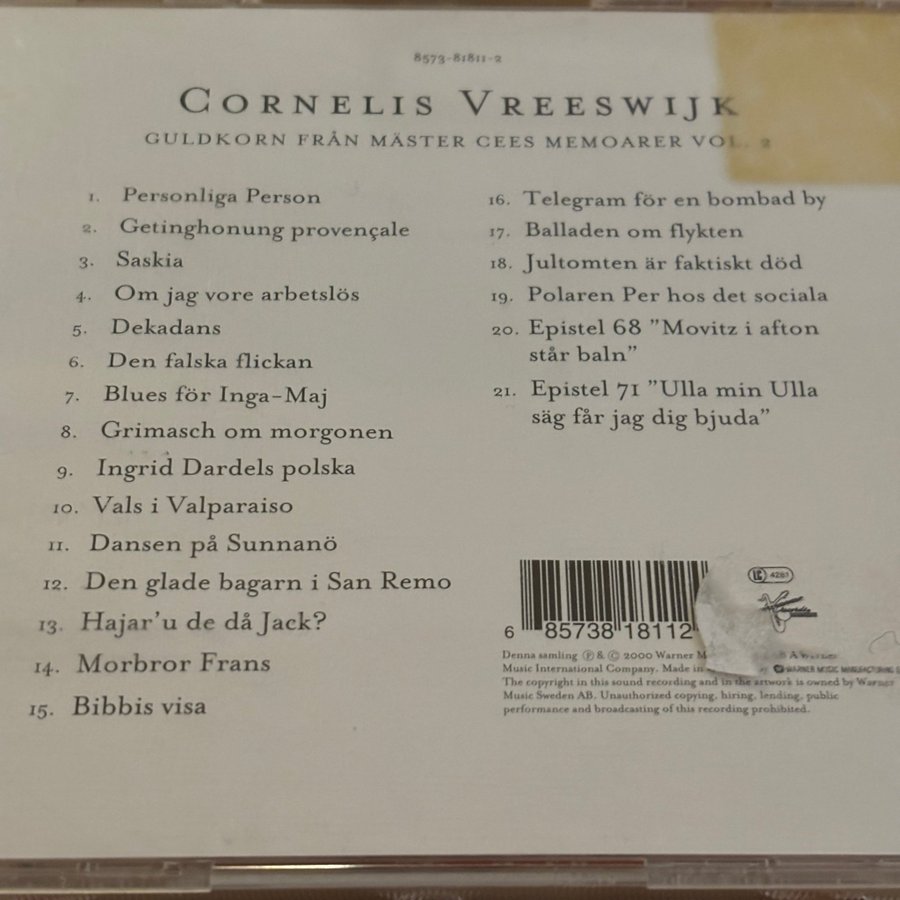 8573-81811-2
CORNELIS VREESWIJK
GULDKORN FRÅN MÄSTER CEES MEMOARER VOL. 2
1. Personliga Person
2. Getinghonung provençale
3. Saskia
4. Om jag vore arbetslös
5. Dekadans
6. Den falska flickan
7. Blues för Inga-Maj
8. Grimasch om morgonen
9. Ingrid Dardels polska
10. Vals i Valparaiso
11. Dansen på Sunnanö
12. Den glade bagarn i San Remo
13. Hajar'u de då Jack?
14. Morbror Frans
15. Bibbis visa
16. Telegram för en bombad by
17. Balladen om flykten
18. Jultomten är faktiskt död
19. Polaren Per hos det sociala
20. Epistel 68 "Movitz i afton
står baln"
21. Epistel 71 "Ulla min Ulla
säg får jag dig bjuda"
LC 4281
6 85738 18112
Denna samling ℗ & © 2000 Warner A Warner
Music International Company. Made in by WARNER MUSIC MANUFACTURING
The copyright in this sound recording and in the artwork is owned by Warner
Music Sweden AB. Unauthorized copying, hiring, lending, public
performance and broadcasting of this recording prohibited.